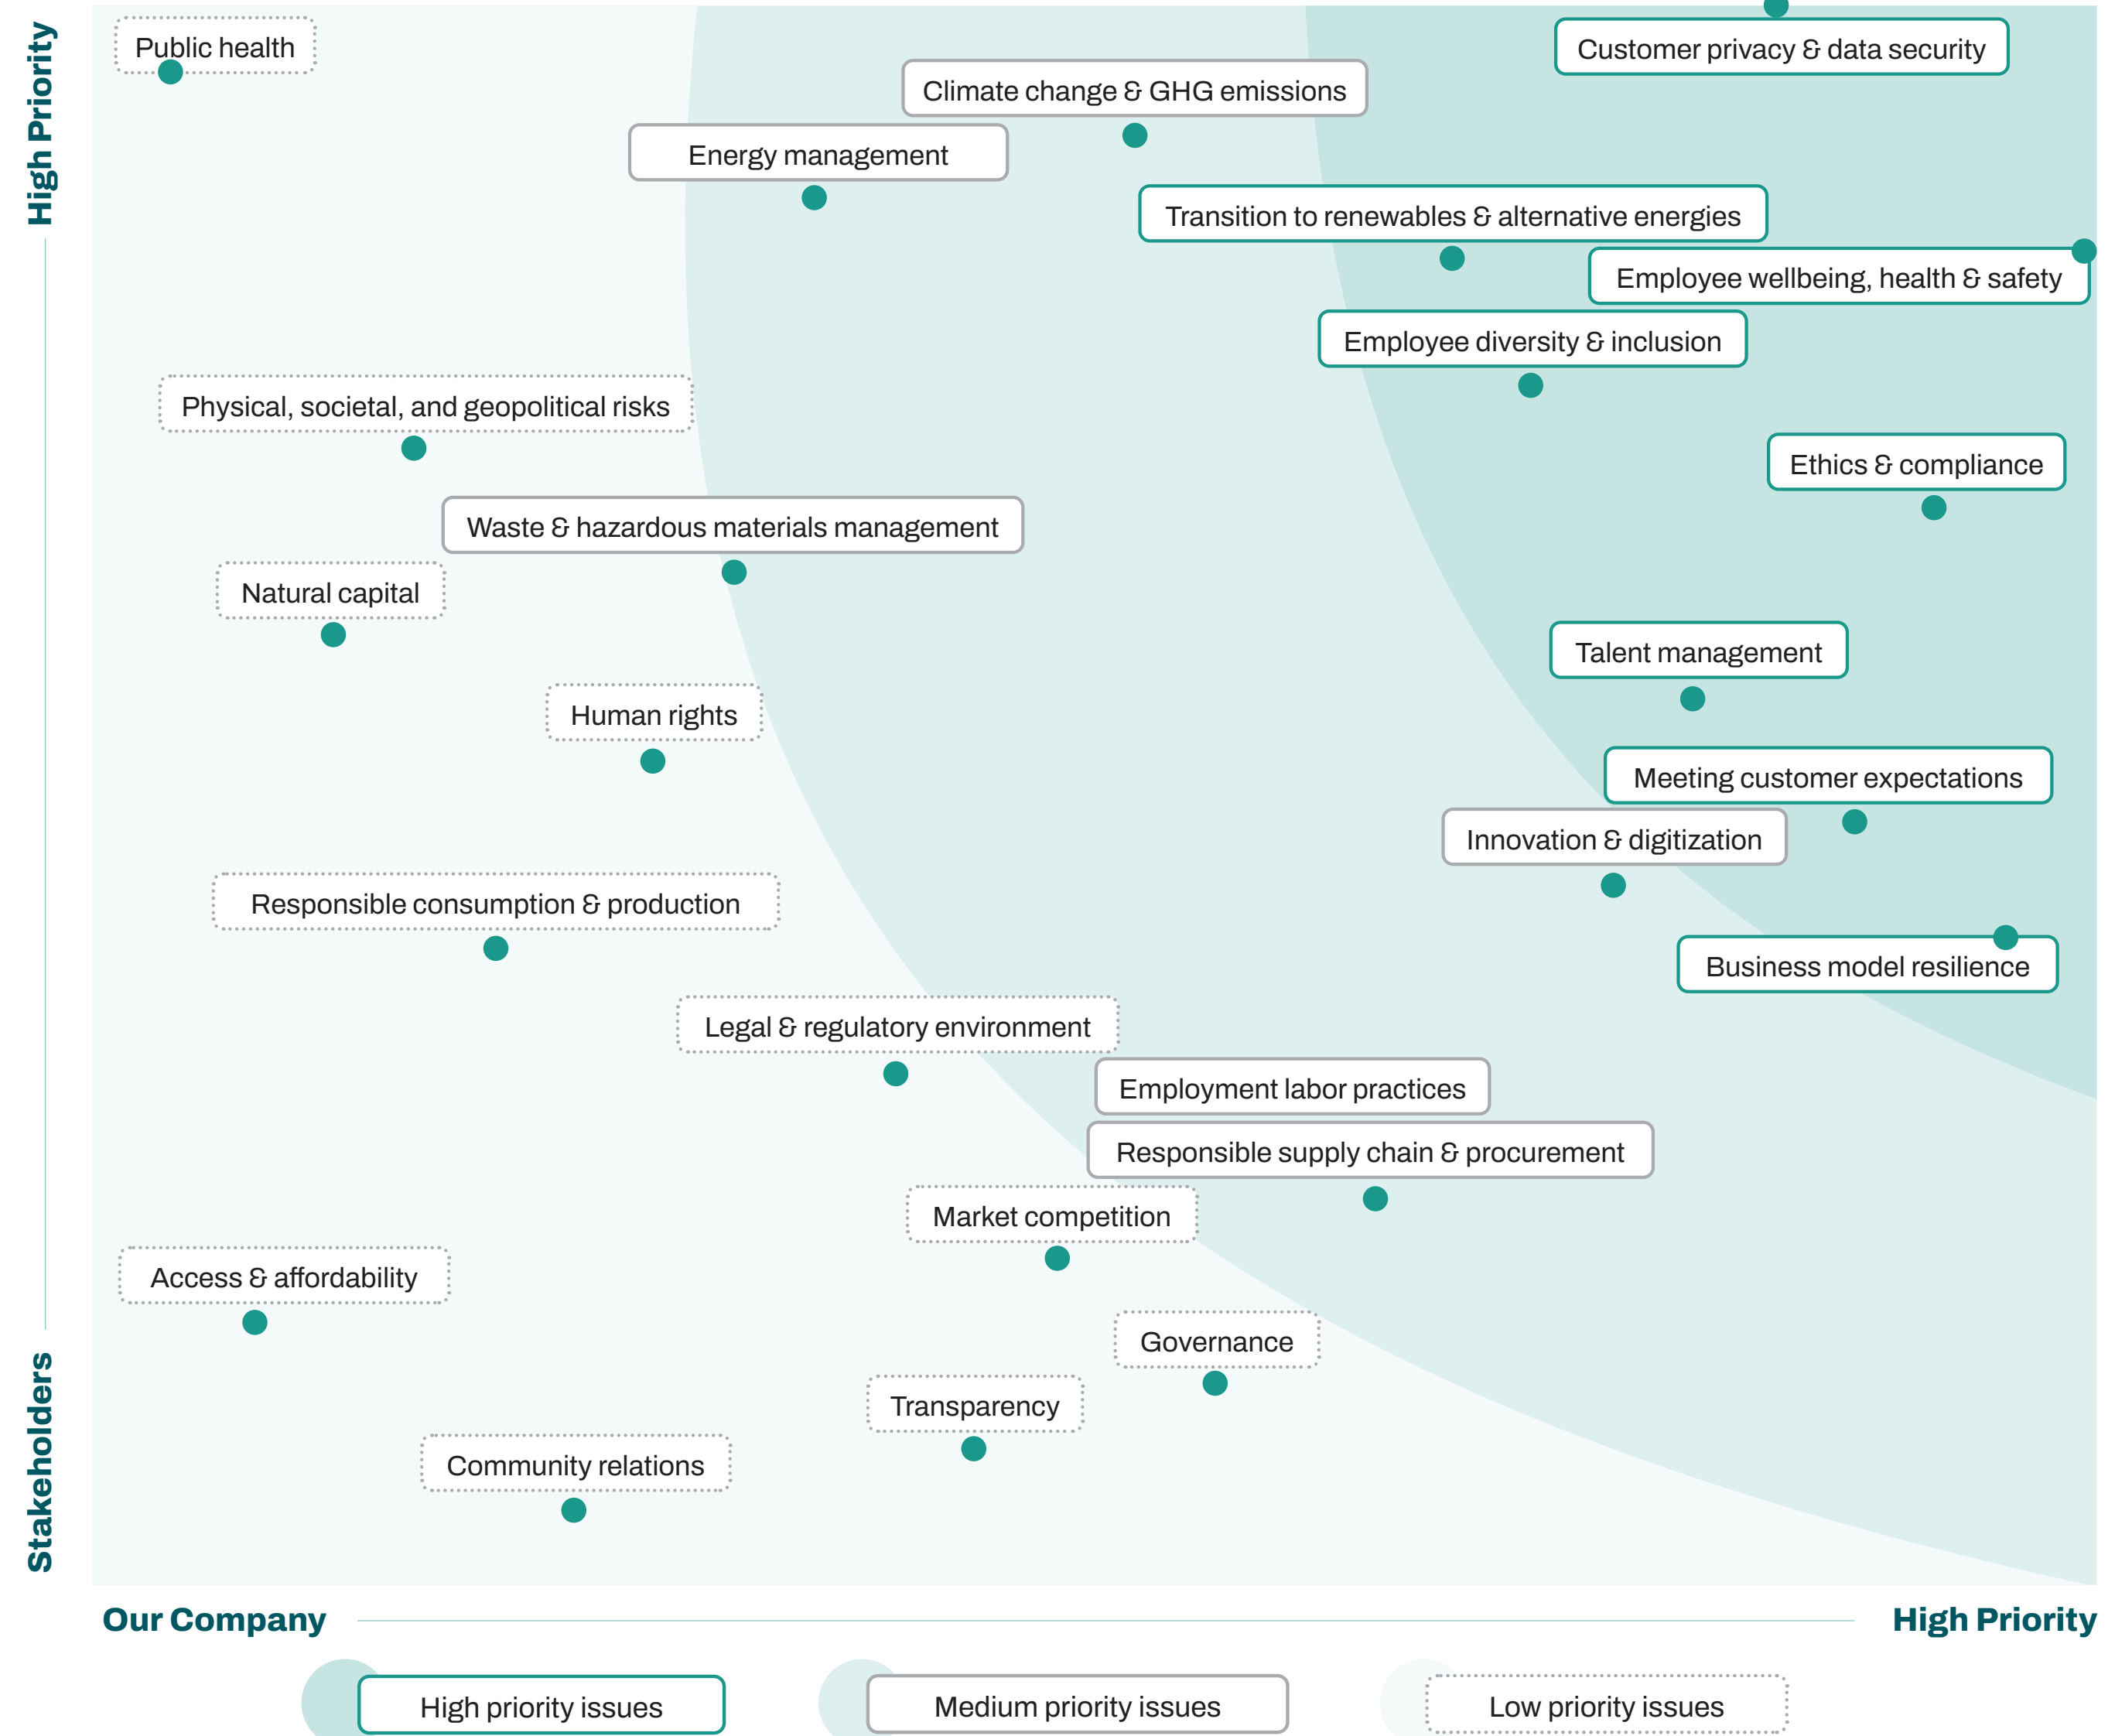 High Priority
Stakeholders
Public health
Customer privacy & data security
Climate change & GHG emissions
Energy management
Transition to renewables & alternative energies
Employee wellbeing, health & safety
Employee diversity & inclusion
Physical, societal, and geopolitical risks
Ethics & compliance
Waste & hazardous materials management
Natural capital
Talent management
Human rights
Meeting customer expectations
Innovation & digitization
Responsible consumption & production
Business model resilience
Legal & regulatory environment
Employment labor practices
Responsible supply chain & procurement
Market competition
Access & affordability
Governance
Transparency
Community relations
Our Company
High Priority
High priority issues
Medium priority issues
Low priority issues